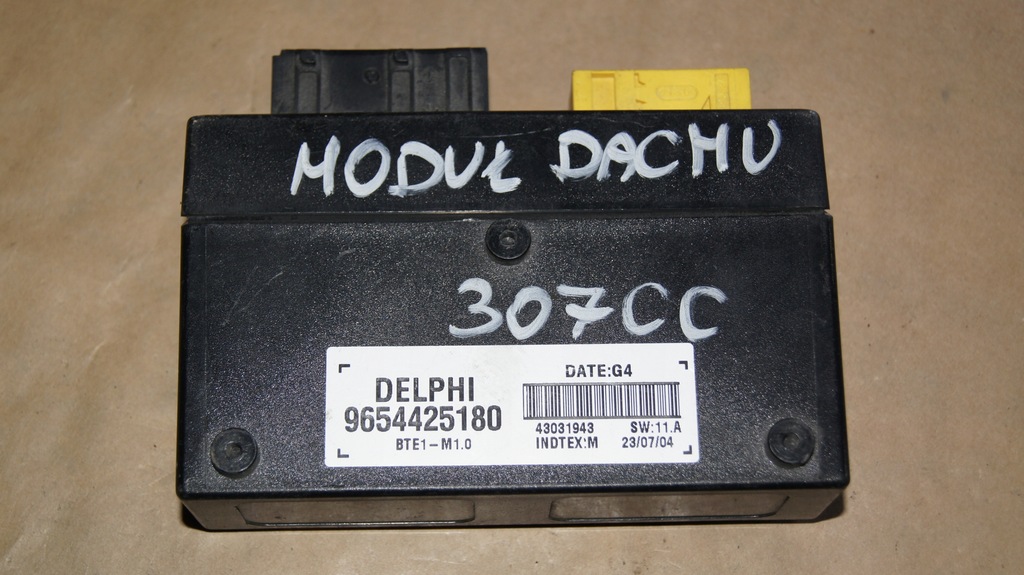 MODUŁ DACHU
307CC
DELPHI
9654425180
BTE1-M1.0
DATE:G4
43031943 SW:11.A
INDTEX:M 23/07/04